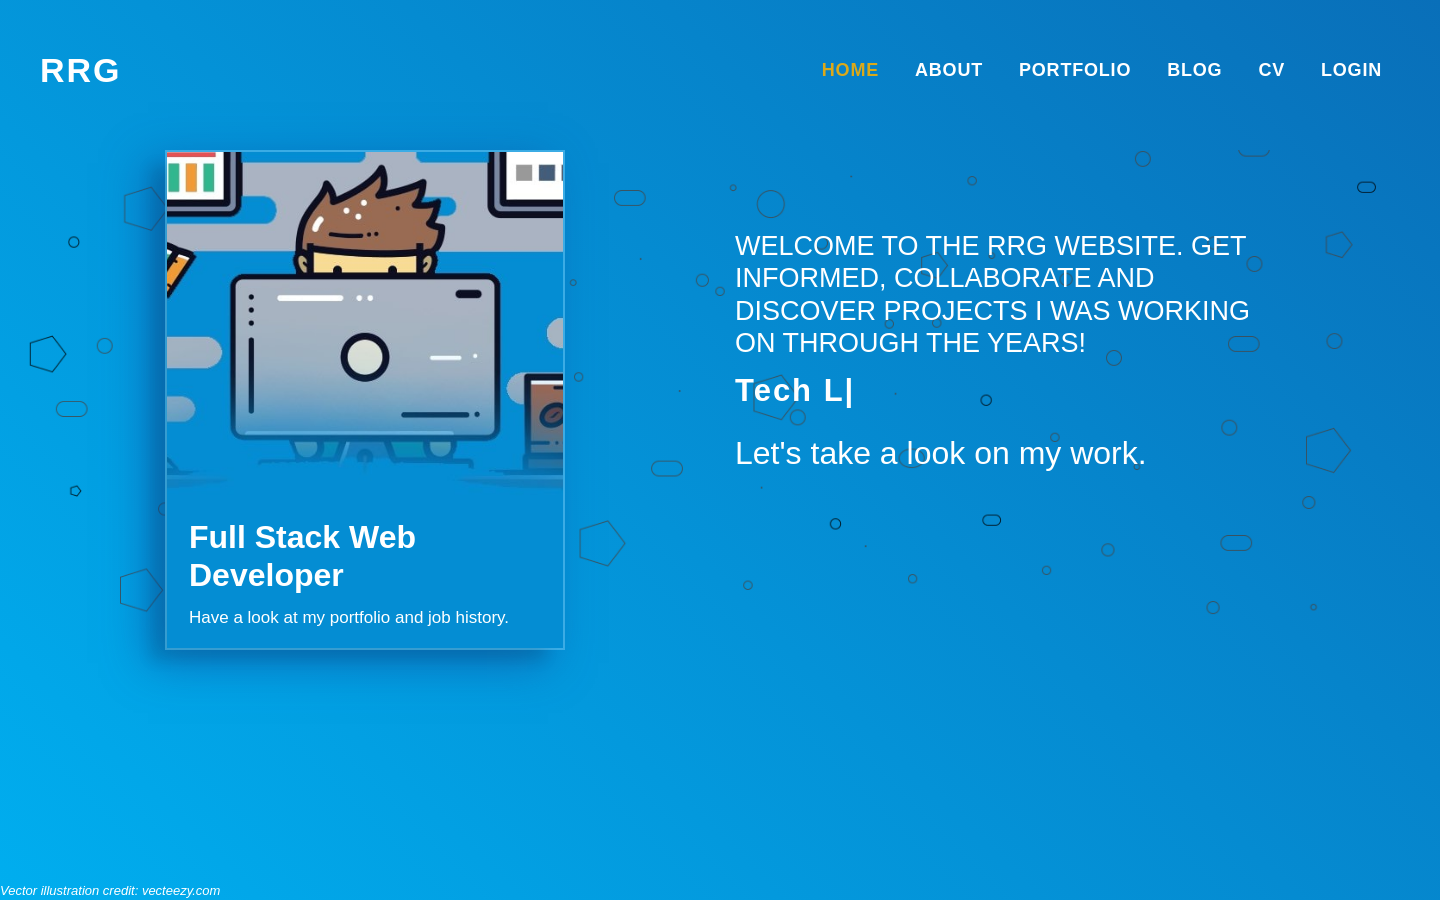 RRG
HOME ABOUT PORTFOLIO BLOG CV LOGIN
WELCOME TO THE RRG WEBSITE. GET
INFORMED, COLLABORATE AND
DISCOVER PROJECTS I WAS WORKING
ON THROUGH THE YEARS!
Tech L|
Let's take a look on my work.
Full Stack Web
Developer
Have a look at my portfolio and job history.
Vector illustration credit: vecteezy.com